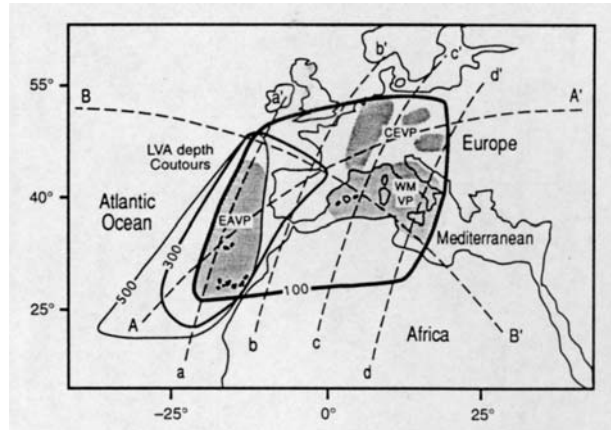 55°
40°
25°
−25°
0°
25°
B
a'
b'
c'
d'
A'
LVA depth
Coutours
CEVP
Europe
Atlantic
Ocean
EAVP
WM
VP
Mediterranean
500
300
100
A
B'
Africa
a
b
c
d